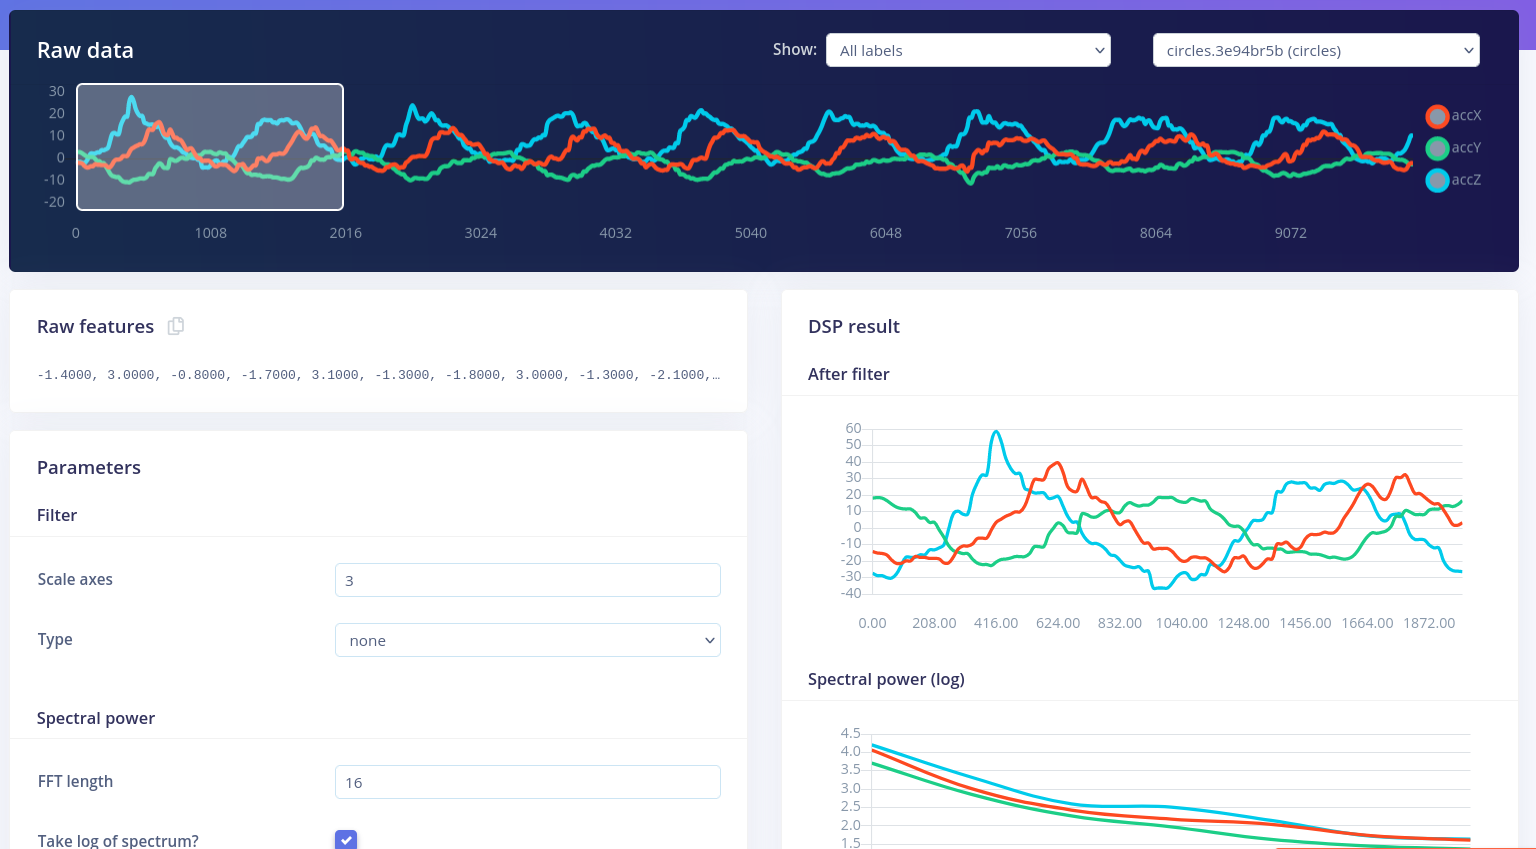 Raw data
Show: All labels circles.3e94br5b (circles)
30
20
10
0
-10
-20
accX
accY
accZ
0 1008 2016 3024 4032 5040 6048 7056 8064 9072
Raw features
-1.4000, 3.0000, -0.8000, -1.7000, 3.1000, -1.3000, -1.8000, 3.0000, -1.3000, -2.1000,…
Parameters
Filter
Scale axes 3
Type none
Spectral power
FFT length 16
Take log of spectrum?
DSP result
After filter
60
50
40
30
20
10
0
-10
-20
-30
-40
0.00 208.00 416.00 624.00 832.00 1040.00 1248.00 1456.00 1664.00 1872.00
Spectral power (log)
4.5
4.0
3.5
3.0
2.5
2.0
1.5